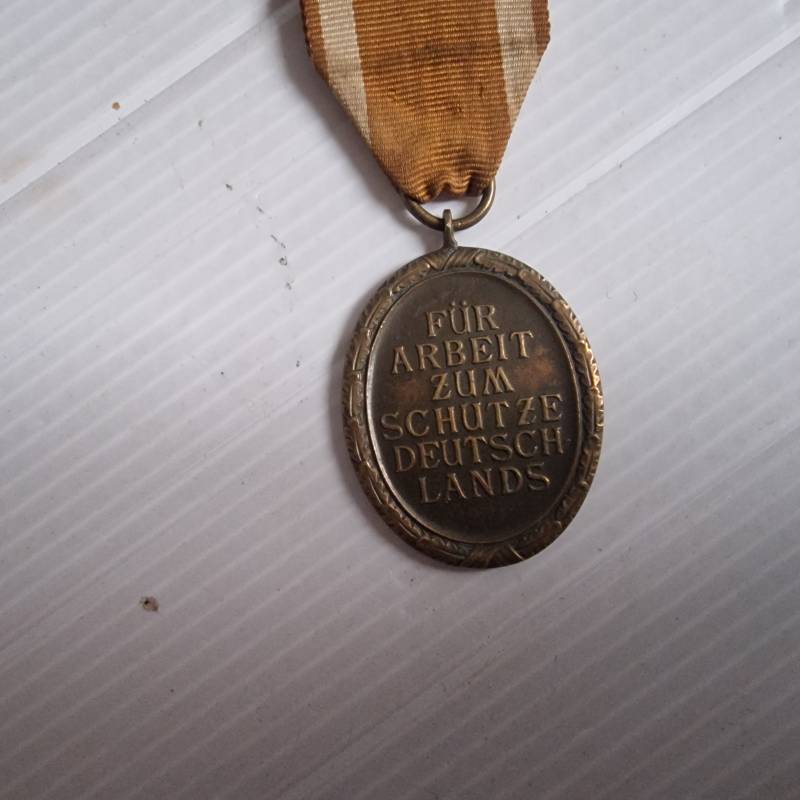 FÜR
ARBEIT
ZUM
SCHUTZE
DEUTSCH
LANDS